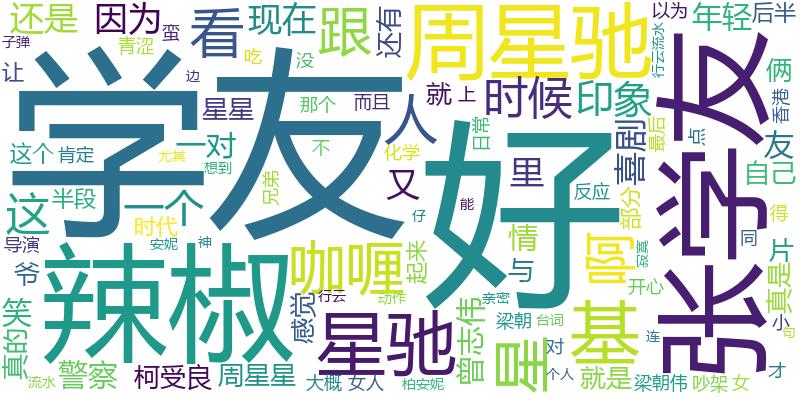 还是
因为
看
现在
跟
还有
周星驰
以为
年轻
后半
子弹
青涩
蛮
吃
没
行云流水
俩
让
学友
边
星星
那个
而且
就
上
时候
印象
喜剧
最后
香港
张学友
人
一对
不
化学
日常
点
友
这个
肯定
尤其
想到
兄弟
又
好
里
反应
部分
自己
这
半段
一个
仔
能
得
时代
情
啊
寂寞
同
片
导演
安妮
神
辣椒
咖喱
起来
与
开心
真是
爷
行云
动作
亲密
笑
感觉
星驰
曾志伟
梁朝
台词
星
基
小
句
真的
警察
柯受良
周星星
对
连
流水
大概
女人
柏安妮
个人
就是
梁朝伟
吵架
女
才